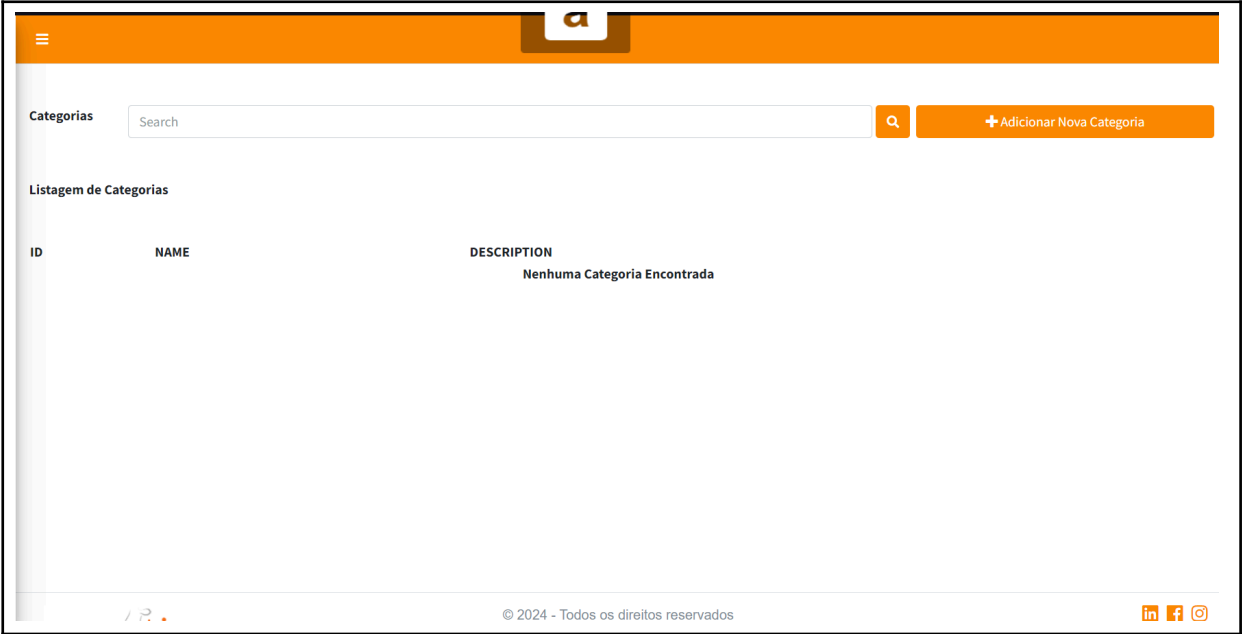 a
Categorias Search Adicionar Nova Categoria
Listagem de Categorias
ID NAME DESCRIPTION
Nenhuma Categoria Encontrada
© 2024 - Todos os direitos reservados